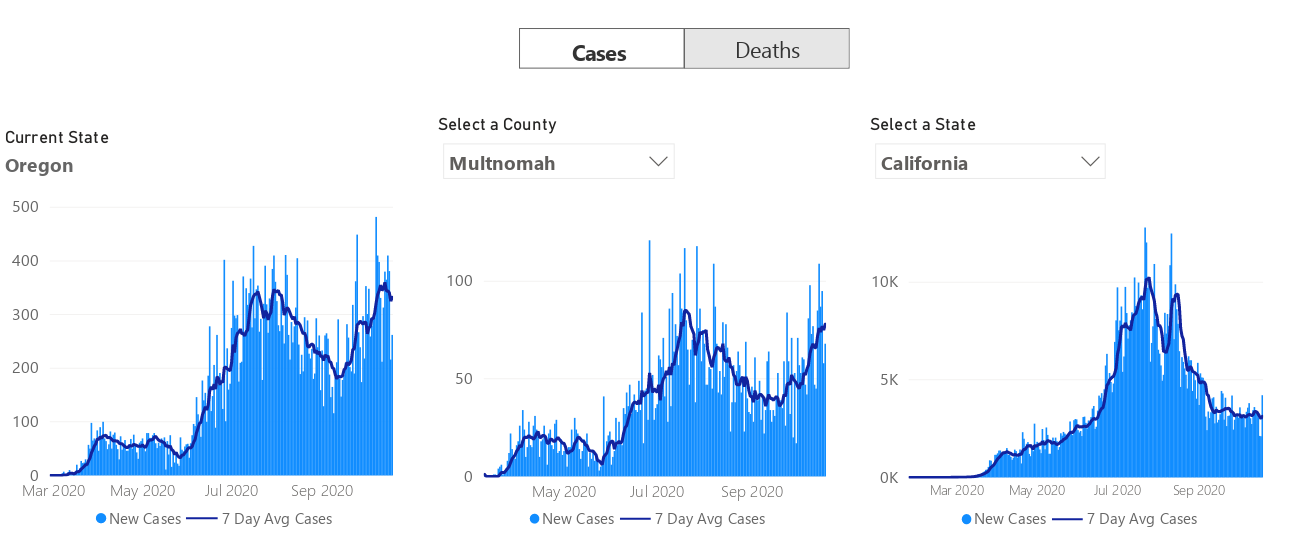 Cases Deaths
Current State
Oregon
500
400
300
200
100
0
Mar 2020 May 2020 Jul 2020 Sep 2020
New Cases 7 Day Avg Cases
Select a County
Multnomah
100
50
0
May 2020 Jul 2020 Sep 2020
New Cases 7 Day Avg Cases
Select a State
California
10K
5K
0K
Mar 2020 May 2020 Jul 2020 Sep 2020
New Cases 7 Day Avg Cases